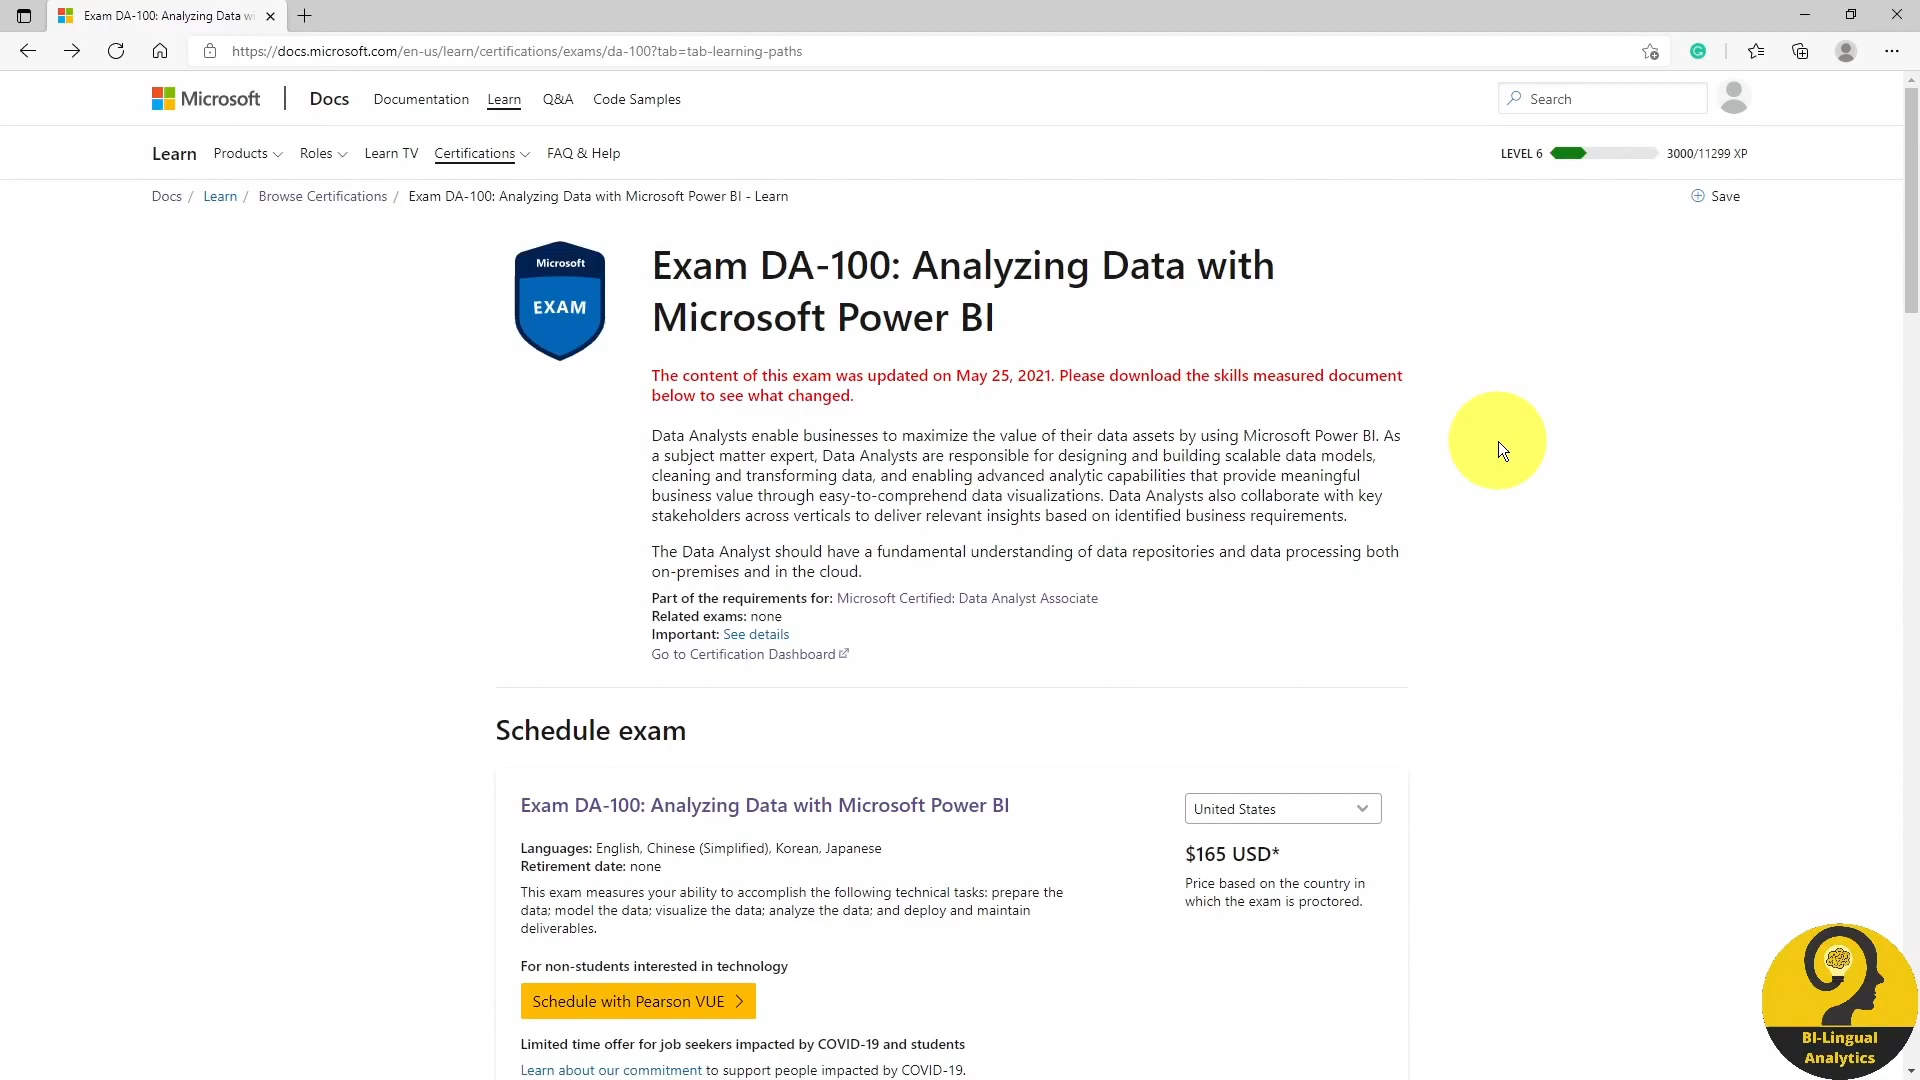 Exam DA-100: Analyzing Data wi
https://docs.microsoft.com/en-us/learn/certifications/exams/da-100?tab=tab-learning-paths
Microsoft Docs Documentation Learn Q&A Code Samples Search
Learn Products Roles Learn TV Certifications FAQ & Help LEVEL 6 3000/11299 XP
Docs / Learn / Browse Certifications / Exam DA-100: Analyzing Data with Microsoft Power BI - Learn Save
Microsoft
EXAM
Exam DA-100: Analyzing Data with
Microsoft Power BI
The content of this exam was updated on May 25, 2021. Please download the skills measured document
below to see what changed.
Data Analysts enable businesses to maximize the value of their data assets by using Microsoft Power BI. As
a subject matter expert, Data Analysts are responsible for designing and building scalable data models,
cleaning and transforming data, and enabling advanced analytic capabilities that provide meaningful
business value through easy-to-comprehend data visualizations. Data Analysts also collaborate with key
stakeholders across verticals to deliver relevant insights based on identified business requirements.
The Data Analyst should have a fundamental understanding of data repositories and data processing both
on-premises and in the cloud.
Part of the requirements for: Microsoft Certified: Data Analyst Associate
Related exams: none
Important: See details
Go to Certification Dashboard
Schedule exam
Exam DA-100: Analyzing Data with Microsoft Power BI
Languages: English, Chinese (Simplified), Korean, Japanese
Retirement date: none
This exam measures your ability to accomplish the following technical tasks: prepare the
data; model the data; visualize the data; analyze the data; and deploy and maintain
deliverables.
United States
$165 USD*
Price based on the country in
which the exam is proctored.
For non-students interested in technology
Schedule with Pearson VUE
Limited time offer for job seekers impacted by COVID-19 and students
Learn about our commitment to support people impacted by COVID-19.
BI-Lingual
Analytics